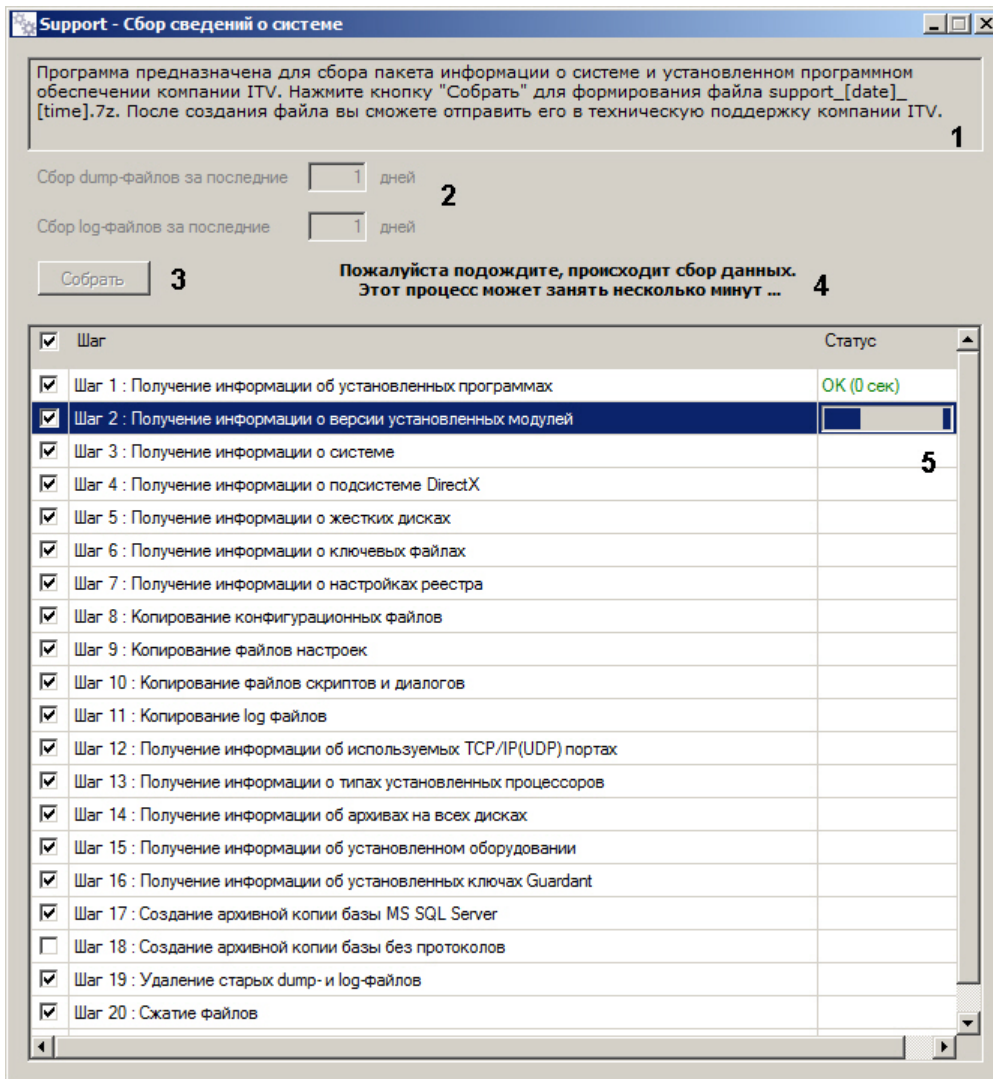 Support - Сбор сведений о системе
Программа предназначена для сбора пакета информации о системе и установленном программном
обеспечении компании ITV. Нажмите кнопку "Собрать" для формирования файла support_[date]_
[time].7z. После создания файла вы сможете отправить его в техническую поддержку компании ITV.
1
Сбор dump-файлов за последние 1 дней
2
Сбор log-файлов за последние 1 дней
Собрать 3
Пожалуйста подождите, происходит сбор данных.
Этот процесс может занять несколько минут ...
4
Шаг Статус
Шаг 1 : Получение информации об установленных программах OK (0 сек)
Шаг 2 : Получение информации о версии установленных модулей
Шаг 3 : Получение информации о системе
5
Шаг 4 : Получение информации о подсистеме DirectX
Шаг 5 : Получение информации о жестких дисках
Шаг 6 : Получение информации о ключевых файлах
Шаг 7 : Получение информации о настройках реестра
Шаг 8 : Копирование конфигурационных файлов
Шаг 9 : Копирование файлов настроек
Шаг 10 : Копирование файлов скриптов и диалогов
Шаг 11 : Копирование log файлов
Шаг 12 : Получение информации об используемых TCP/IP(UDP) портах
Шаг 13 : Получение информации о типах установленных процессоров
Шаг 14 : Получение информации об архивах на всех дисках
Шаг 15 : Получение информации об установленном оборудовании
Шаг 16 : Получение информации об установленных ключах Guardant
Шаг 17 : Создание архивной копии базы MS SQL Server
Шаг 18 : Создание архивной копии базы без протоколов
Шаг 19 : Удаление старых dump- и log-файлов
Шаг 20 : Сжатие файлов